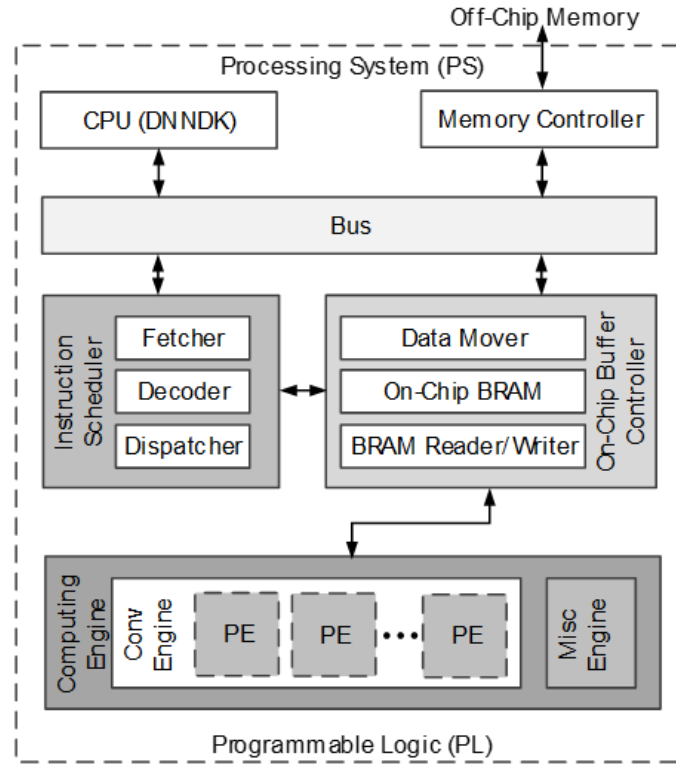 Off-Chip Memory
Processing System (PS)
CPU (DNNDK)
Memory Controller
Bus
Instruction
Scheduler
Fetcher
Decoder
Dispatcher
Data Mover
On-Chip BRAM
BRAM Reader/Writer
On-Chip Buffer
Controller
Computing
Engine
Conv
Engine
PE
PE
PE
Misc
Engine
Programmable Logic (PL)